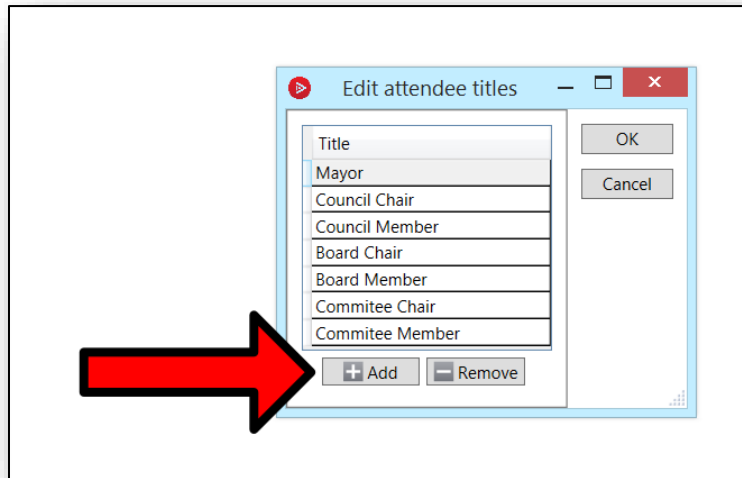 Edit attendee titles
Title
OK
Mayor
Cancel
Council Chair
Council Member
Board Chair
Board Member
Commitee Chair
Commitee Member
Add Remove